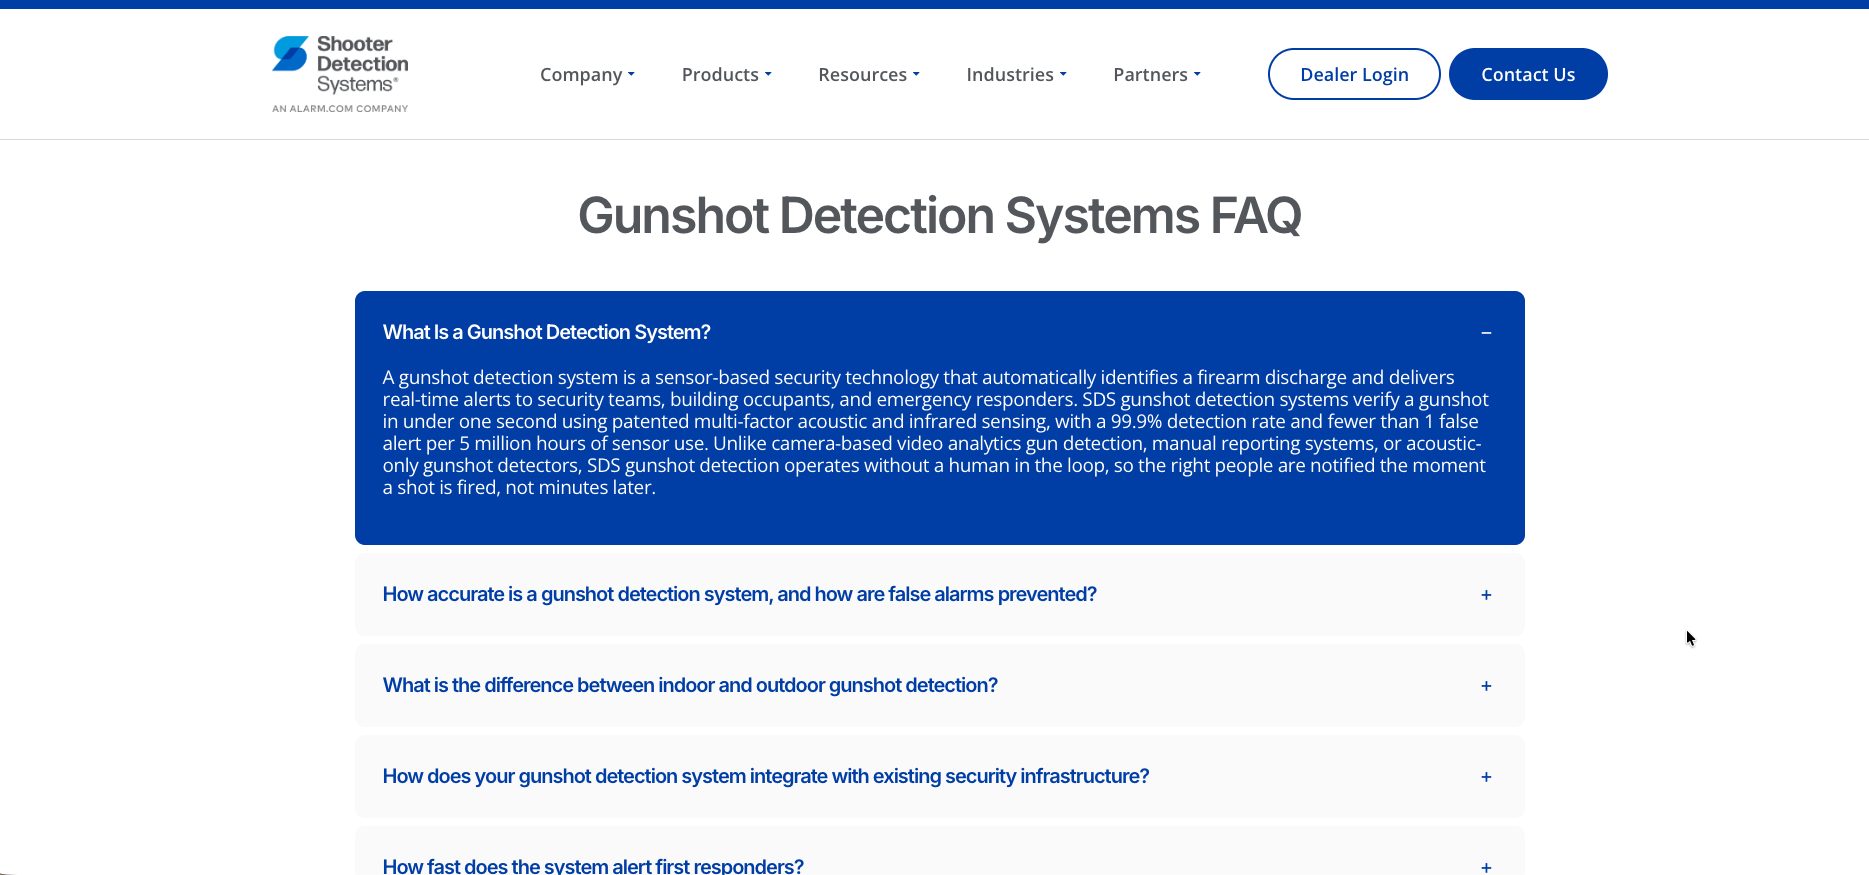 Shooter
Detection
Systems®
AN ALARM.COM COMPANY
Company
Products
Resources
Industries
Partners
Dealer Login
Contact Us
Gunshot Detection Systems FAQ
What Is a Gunshot Detection System?
A gunshot detection system is a sensor-based security technology that automatically identifies a firearm discharge and delivers
real-time alerts to security teams, building occupants, and emergency responders. SDS gunshot detection systems verify a gunshot
in under one second using patented multi-factor acoustic and infrared sensing, with a 99.9% detection rate and fewer than 1 false
alert per 5 million hours of sensor use. Unlike camera-based video analytics gun detection, manual reporting systems, or acoustic-
only gunshot detectors, SDS gunshot detection operates without a human in the loop, so the right people are notified the moment
a shot is fired, not minutes later.
How accurate is a gunshot detection system, and how are false alarms prevented?
What is the difference between indoor and outdoor gunshot detection?
How does your gunshot detection system integrate with existing security infrastructure?
How fast does the system alert first responders?